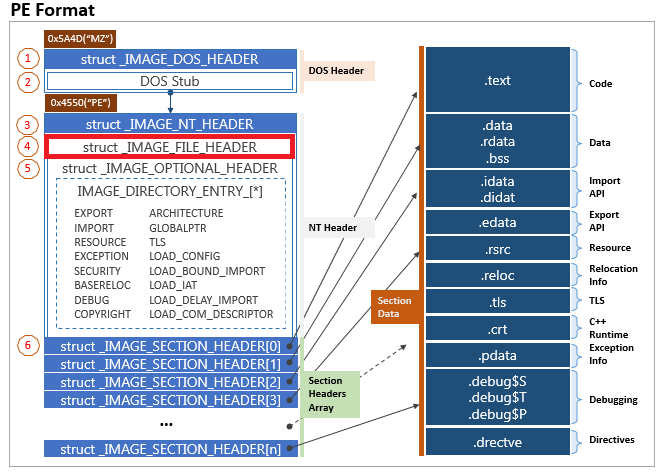 PE Format
0x5A4D("MZ")
1
struct _IMAGE_DOS_HEADER
2
DOS Stub
DOS Header
0x4550("PE")
3
struct _IMAGE_NT_HEADER
4
struct _IMAGE_FILE_HEADER
5
struct _IMAGE_OPTIONAL_HEADER
IMAGE_DIRECTORY_ENTRY_[*]
EXPORT ARCHITECTURE
IMPORT GLOBALPTR
RESOURCE TLS
EXCEPTION LOAD_CONFIG
SECURITY LOAD_BOUND_IMPORT
BASERELOC LOAD_IAT
DEBUG LOAD_DELAY_IMPORT
COPYRIGHT LOAD_COM_DESCRIPTOR
NT Header
6
struct _IMAGE_SECTION_HEADER[0]
struct _IMAGE_SECTION_HEADER[1]
struct _IMAGE_SECTION_HEADER[2]
struct _IMAGE_SECTION_HEADER[3]
...
struct _IMAGE_SECTION_HEADER[n]
Section
Headers
Array
Section
Data
.text
Code
.data
.rdata
.bss
Data
.idata
.didat
Import
API
.edata
Export
API
.rsrc
Resource
.reloc
Relocation
Info
.tls
TLS
.crt
C++
Runtime
.pdata
Exception
Info
.debug$S
.debug$T
.debug$P
Debugging
.drectve
Directives